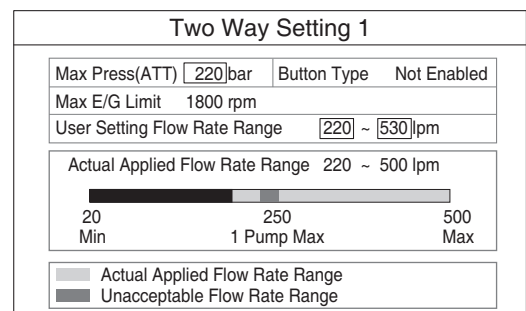 Two Way Setting 1
Max Press(ATT) 220 bar Button Type Not Enabled
Max E/G Limit 1800 rpm
User Setting Flow Rate Range 220 ~ 530 lpm
Actual Applied Flow Rate Range 220 ~ 500 lpm
20 250 500
Min 1 Pump Max Max
Actual Applied Flow Rate Range
Unacceptable Flow Rate Range